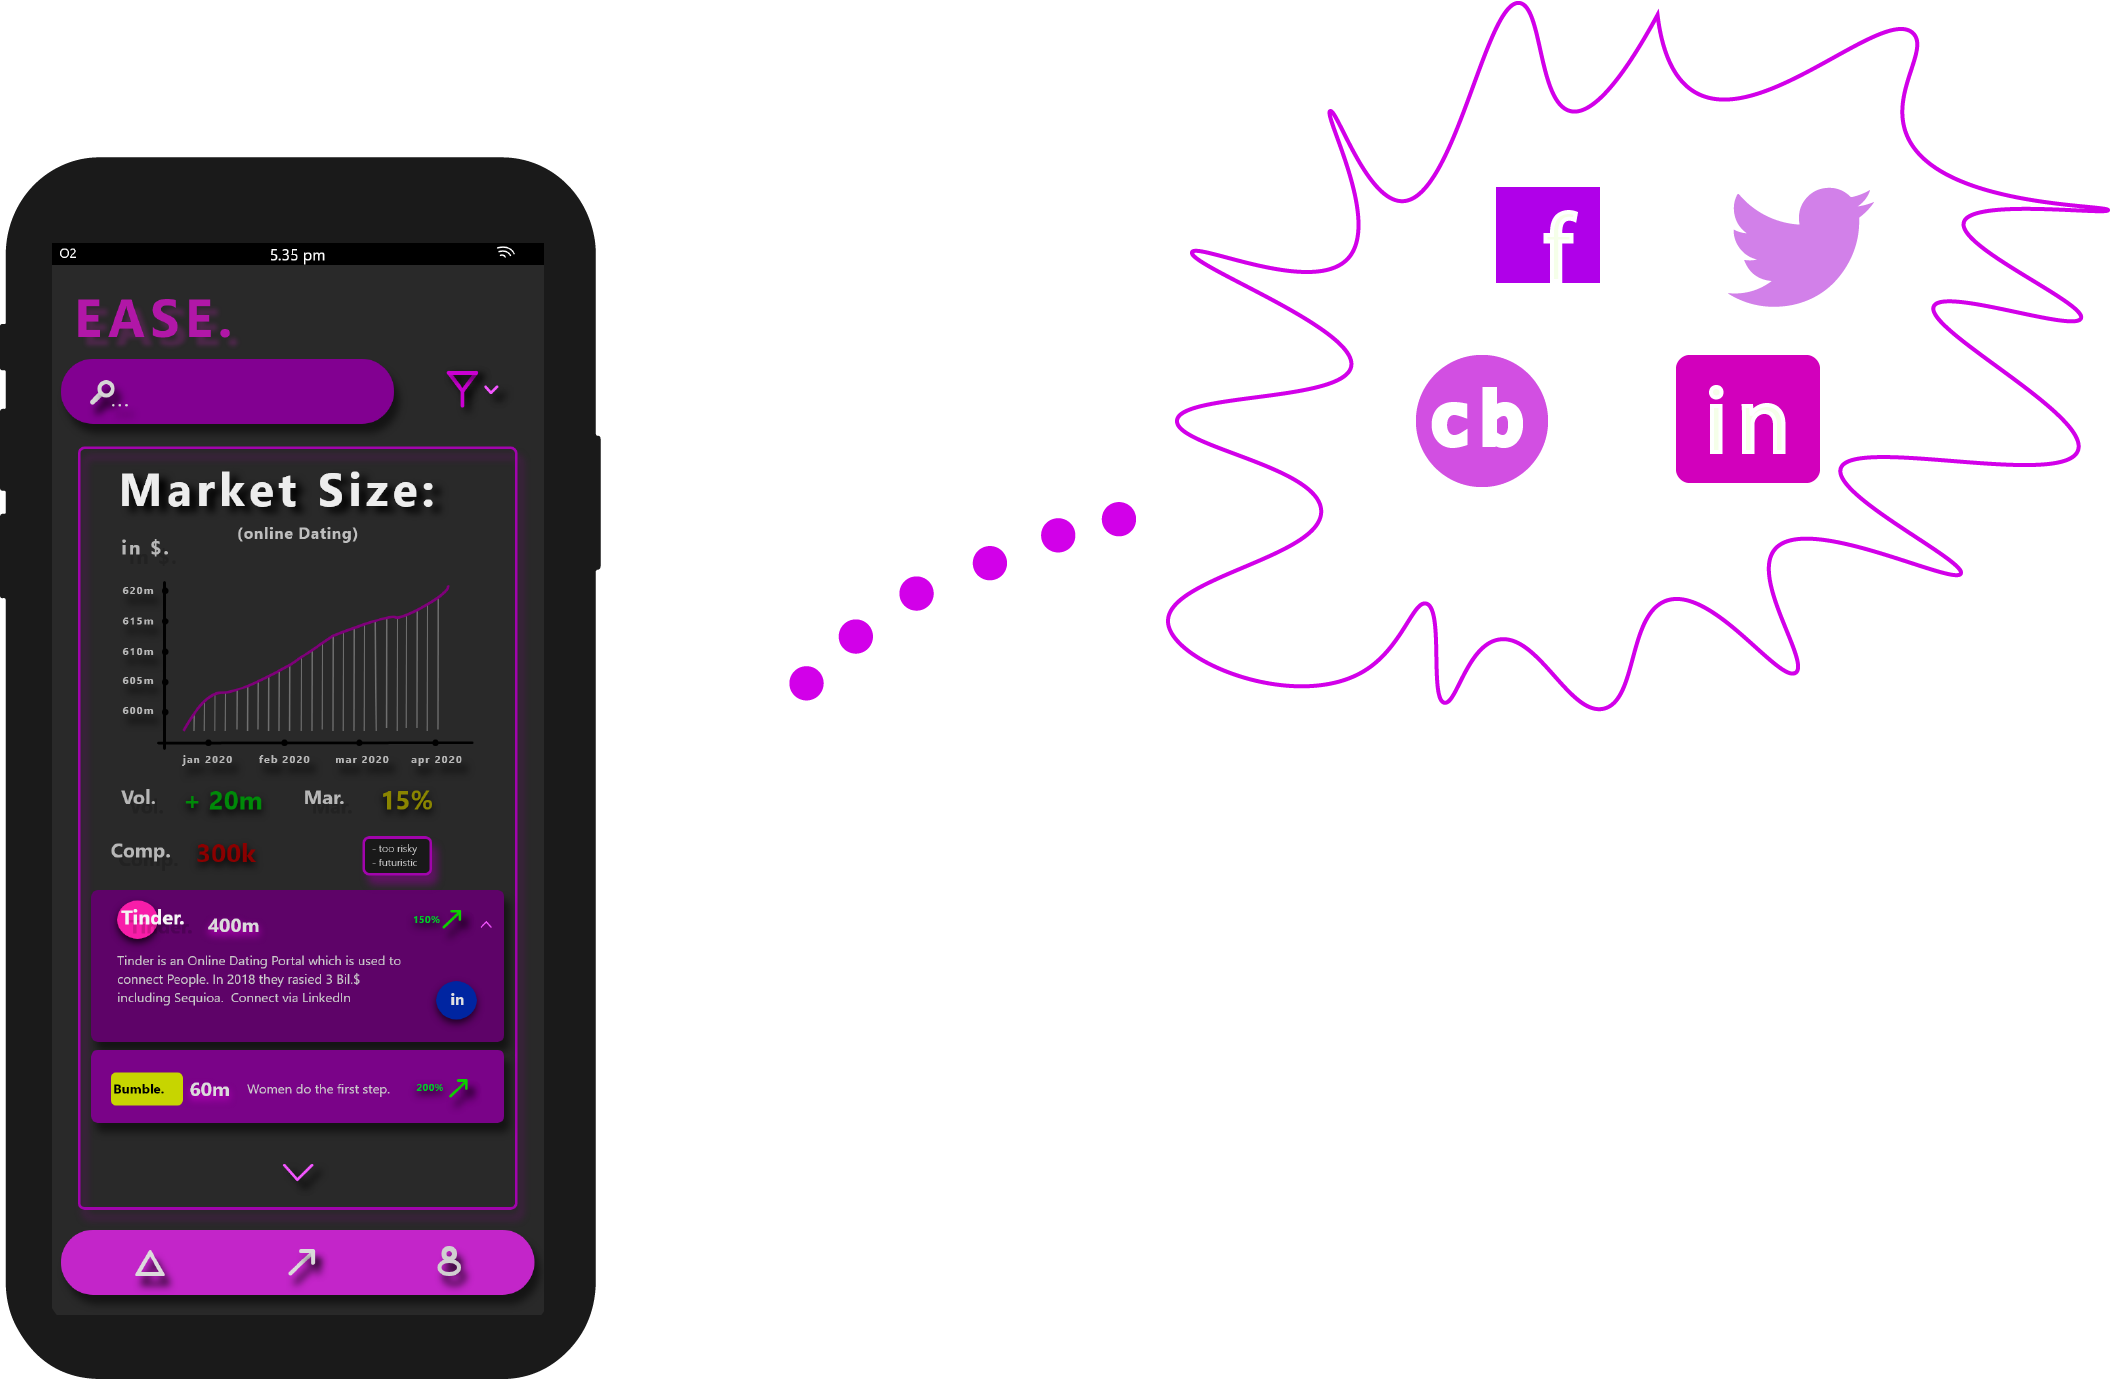 O2
5.35 pm
EASE.
...
Market Size:
(online Dating)
in $.
620m
615m
610m
605m
600m
jan 2020 feb 2020 mar 2020 apr 2020
Vol. + 20m Mar. 15%
Comp. 300k
- too risky
- futuristic
Tinder. 400m 150%
Tinder is an Online Dating Portal which is used to
connect People. In 2018 they rasied 3 Bil.$
including Sequioa. Connect via LinkedIn
in
Bumble. 60m Women do the first step. 200%
f
cb
in